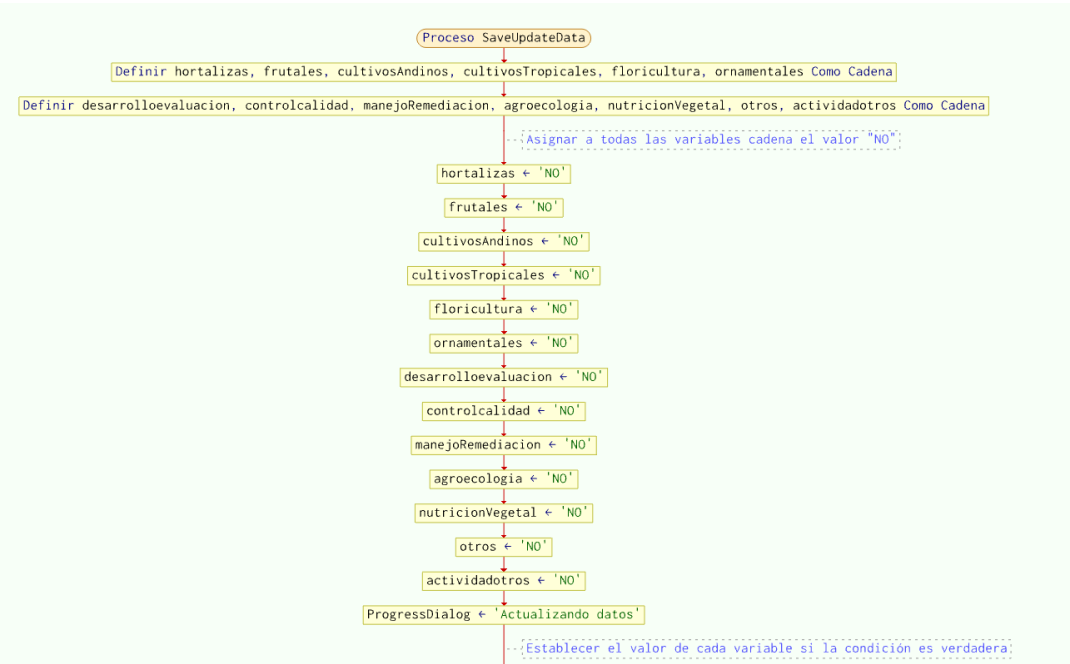 Proceso SaveUpdateData
Definir hortalizas, frutales, cultivosAndinos, cultivosTropicales, floricultura, ornamentales Como Cadena
Definir desarrolloevaluacion, controlcalidad, manejoRemediacion, agroecologia, nutricionVegetal, otros, actividadotros Como Cadena
Asignar a todas las variables cadena el valor "NO"
hortalizas ← 'NO'
frutales ← 'NO'
cultivosAndinos ← 'NO'
cultivosTropicales ← 'NO'
floricultura ← 'NO'
ornamentales ← 'NO'
desarrolloevaluacion ← 'NO'
controlcalidad ← 'NO'
manejoRemediacion ← 'NO'
agroecologia ← 'NO'
nutricionVegetal ← 'NO'
otros ← 'NO'
actividadotros ← 'NO'
ProgressDialog ← 'Actualizando datos'
Establecer el valor de cada variable si la condición es verdadera